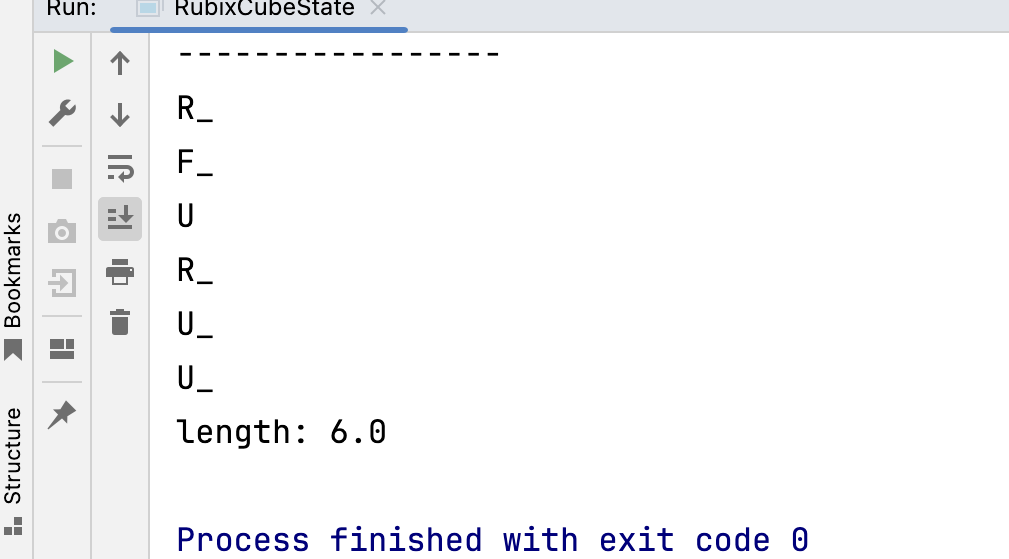 Run:
RubixCubeState
-----------------
R_
F_
U
R_
U_
U_
length: 6.0
Process finished with exit code 0
Bookmarks
Structure